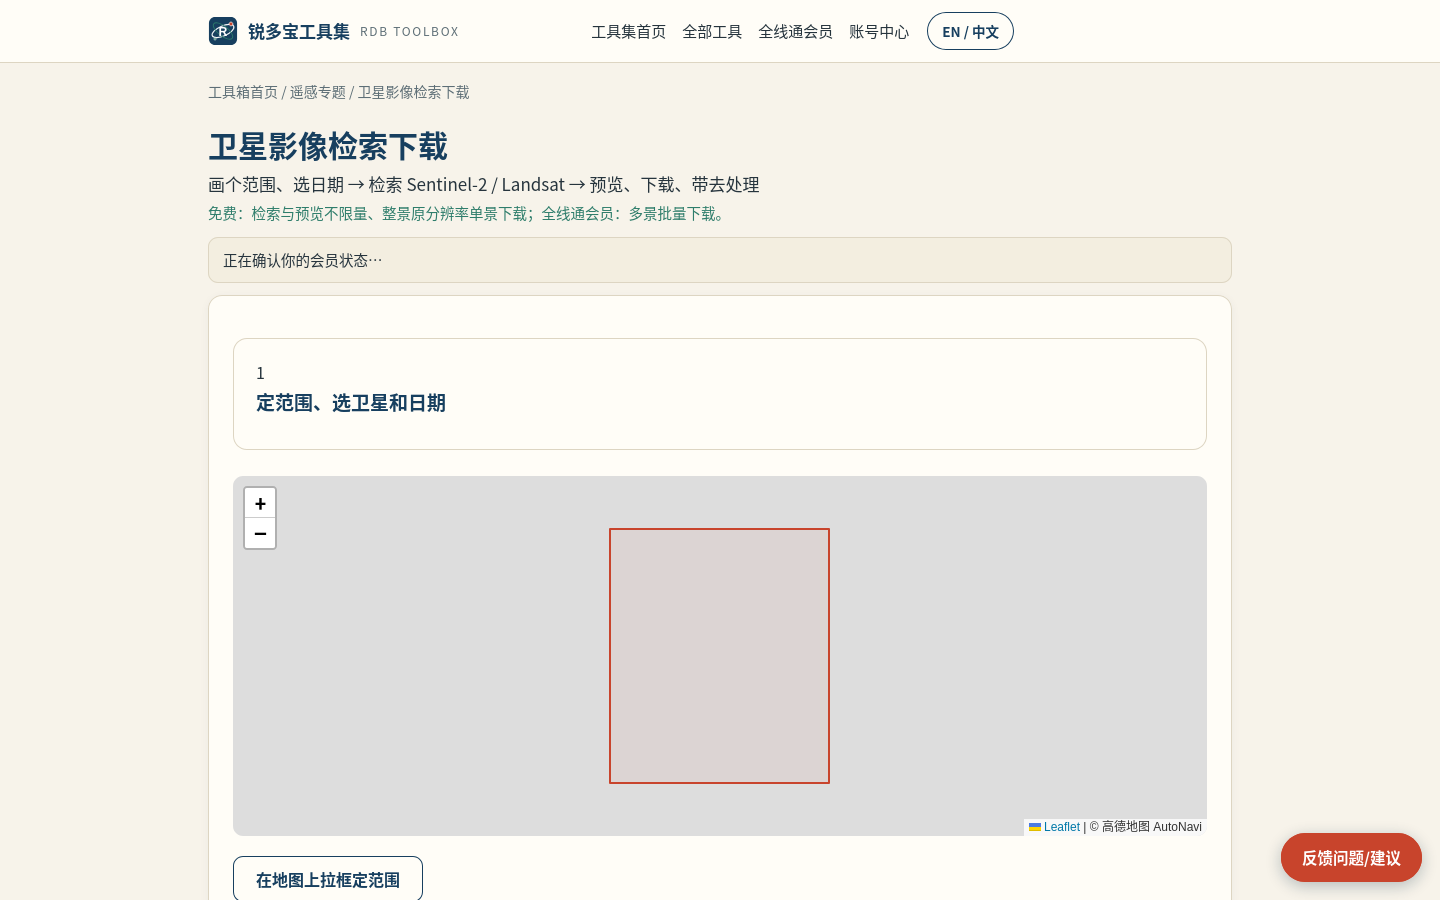 锐多宝工具集 RDB TOOLBOX 工具集首页 全部工具 全线通会员 账号中心 EN / 中文
工具箱首页 / 遥感专题 / 卫星影像检索下载
卫星影像检索下载
画个范围、选日期 → 检索 Sentinel-2 / Landsat → 预览、下载、带去处理
免费：检索与预览不限量、整景原分辨率单景下载；全线通会员：多景批量下载。
正在确认你的会员状态…
1
定范围、选卫星和日期
+
−
Leaflet | © 高德地图 AutoNavi
在地图上拉框定范围
反馈问题/建议